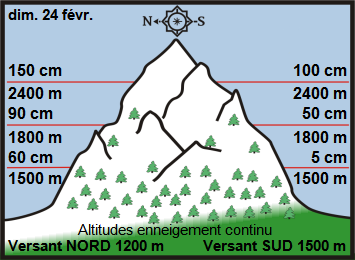 dim. 24 févr.
N S
150 cm 100 cm
2400 m 2400 m
90 cm 50 cm
1800 m 1800 m
60 cm 5 cm
1500 m 1500 m
Altitudes enneigement continu
Versant NORD 1200 m Versant SUD 1500 m